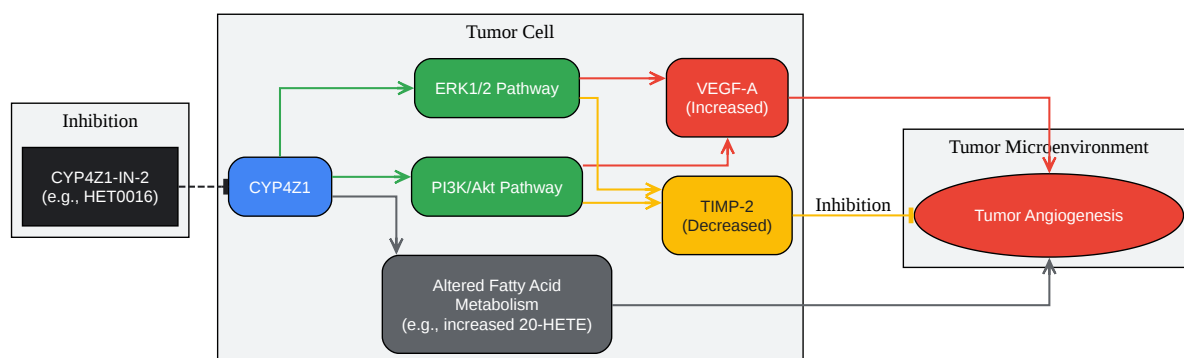 Tumor Cell
Inhibition
CYP4Z1-IN-2
(e.g., HET0016)
CYP4Z1
ERK1/2 Pathway
PI3K/Akt Pathway
Altered Fatty Acid
Metabolism
(e.g., increased 20-HETE)
VEGF-A
(Increased)
TIMP-2
(Decreased)
Inhibition
Tumor Microenvironment
Tumor Angiogenesis